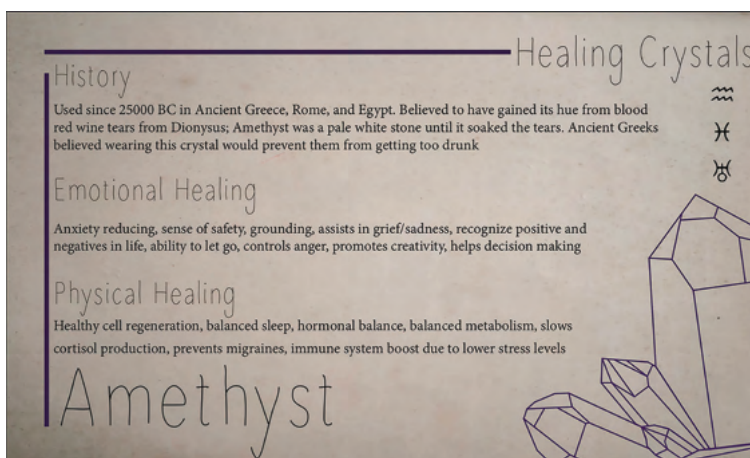 Healing Crystals
History
Used since 25000 BC in Ancient Greece, Rome, and Egypt. Believed to have gained its hue from blood
red wine tears from Dionysus; Amethyst was a pale white stone until it soaked the tears. Ancient Greeks
believed wearing this crystal would prevent them from getting too drunk
♒
♓
♅
Emotional Healing
Anxiety reducing, sense of safety, grounding, assists in grief/sadness, recognize positive and
negatives in life, ability to let go, controls anger, promotes creativity, helps decision making
Physical Healing
Healthy cell regeneration, balanced sleep, hormonal balance, balanced metabolism, slows
cortisol production, prevents migraines, immune system boost due to lower stress levels
Amethyst